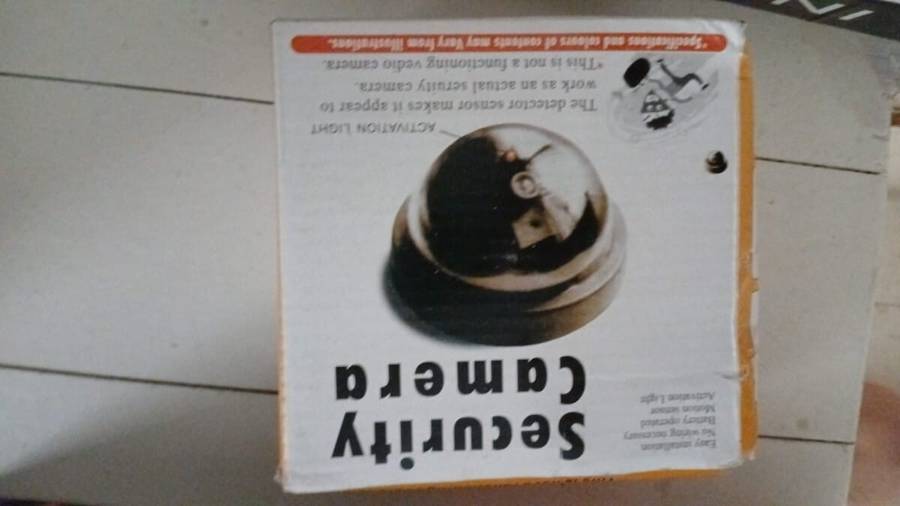 Security
Camera
Easy installation
No wiring necessary
Battery operated
Motion sensor
Activation Light
ACTIVATION LIGHT
The detector sensor makes it appear to
work as an actual scruity camera.
*This is not a functioning vedio camera.
*Specifications and colours of contents may Vary from illustrations.
IN